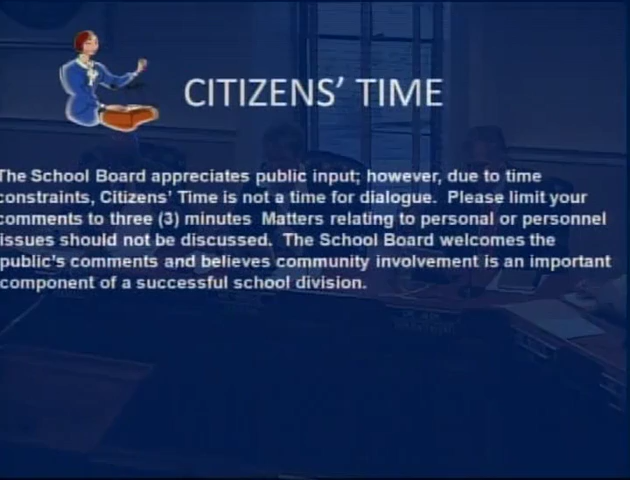 CITIZENS' TIME
The School Board appreciates public input; however, due to time
constraints, Citizens' Time is not a time for dialogue. Please limit your
comments to three (3) minutes Matters relating to personal or personnel
issues should not be discussed. The School Board welcomes the
public's comments and believes community involvement is an important
component of a successful school division.